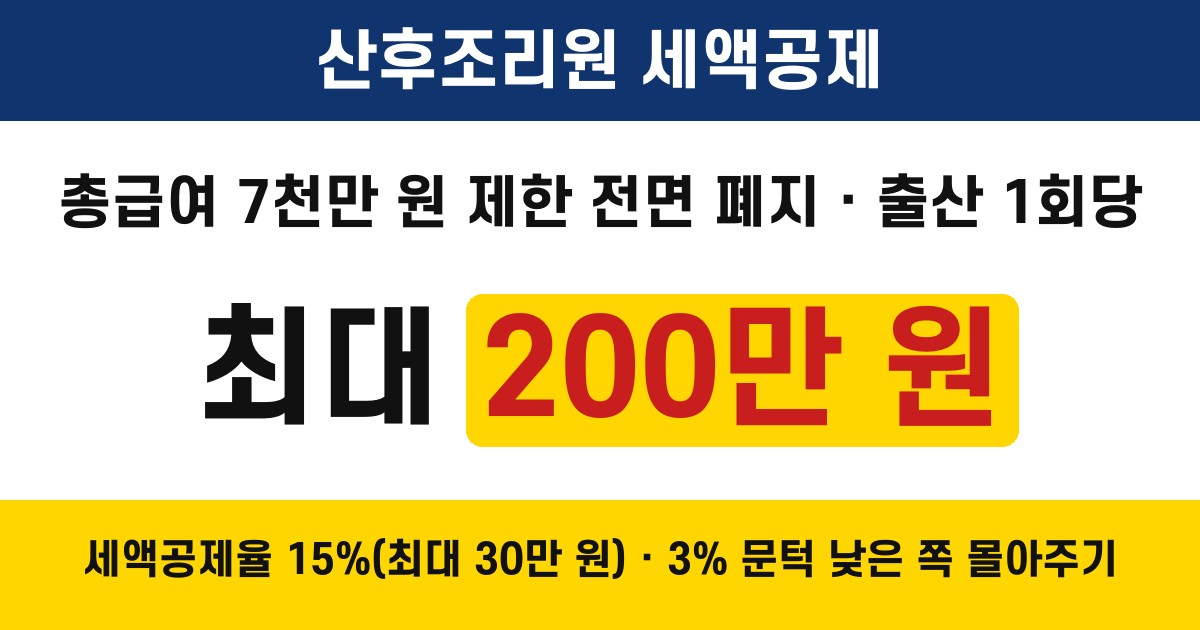 산후조리원 세액공제
총급여 7천만 원 제한 전면 폐지 · 출산 1회당
최대 200만 원
세액공제율 15%(최대 30만 원) · 3% 문턱 낮은 쪽 몰아주기